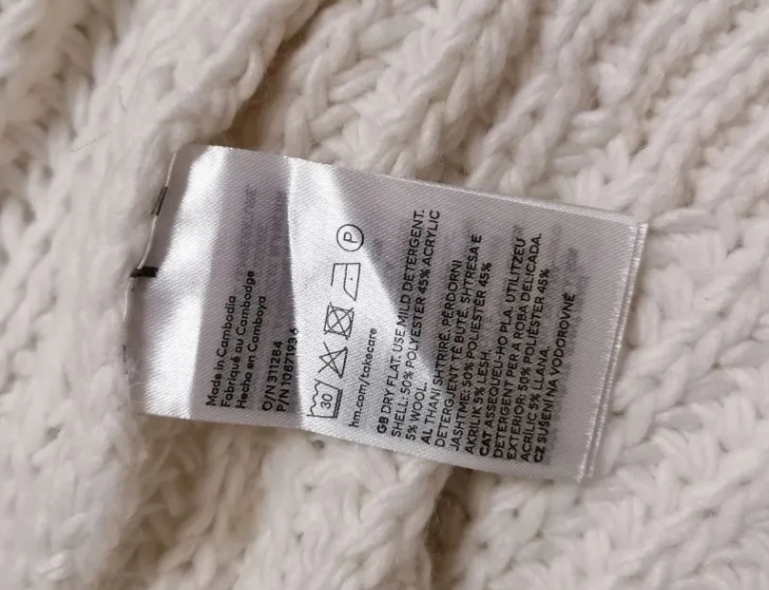 Made in Cambodia
Fabriqué au Cambodge
Hecho en Camboya
O/N 311284
P/N 10871936
30
P
hm.com/takecare
GB DRY FLAT. USE MILD DETERGENT.
SHELL: 50% POLYESTER 45% ACRYLIC
5% WOOL.
AL THANI SHTRIRË. PËRDORNI
DETERGJENT TË BUTË. SHTRESA E
JASHTME: 50% POLIESTER 45%
AKRILIK 5% LESH.
CAT ASSEQUEU-HO PLA. UTILITZEU
DETERGENT PER A ROBA DELICADA.
EXTERIOR: 50% POLIÈSTER 45%
ACRÍLIC 5% LLANA.
CZ SUŠENÍ NA VODOROVNÉ